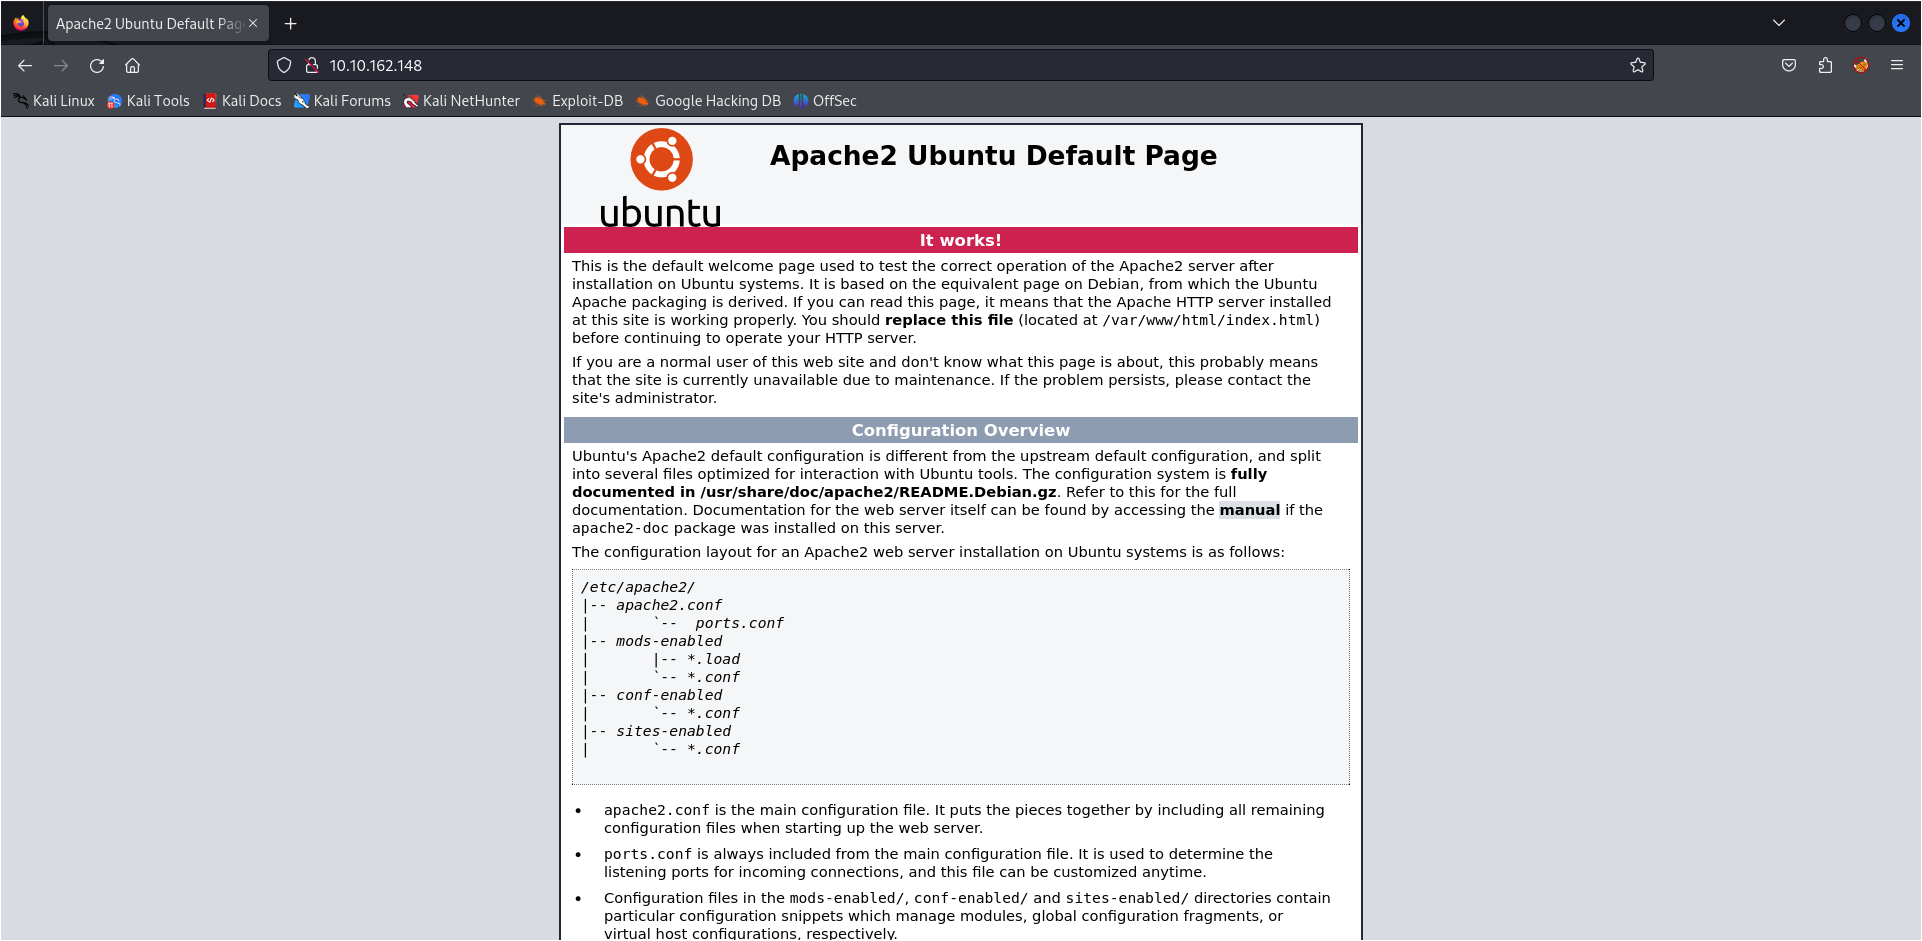 Apache2 Ubuntu Default Pag
10.10.162.148
Kali Linux Kali Tools Kali Docs Kali Forums Kali NetHunter Exploit-DB Google Hacking DB OffSec
ubuntu
Apache2 Ubuntu Default Page
It works!
This is the default welcome page used to test the correct operation of the Apache2 server after
installation on Ubuntu systems. It is based on the equivalent page on Debian, from which the Ubuntu
Apache packaging is derived. If you can read this page, it means that the Apache HTTP server installed
at this site is working properly. You should replace this file (located at /var/www/html/index.html)
before continuing to operate your HTTP server.
If you are a normal user of this web site and don't know what this page is about, this probably means
that the site is currently unavailable due to maintenance. If the problem persists, please contact the
site's administrator.
Configuration Overview
Ubuntu's Apache2 default configuration is different from the upstream default configuration, and split
into several files optimized for interaction with Ubuntu tools. The configuration system is fully
documented in /usr/share/doc/apache2/README.Debian.gz. Refer to this for the full
documentation. Documentation for the web server itself can be found by accessing the manual if the
apache2-doc package was installed on this server.
The configuration layout for an Apache2 web server installation on Ubuntu systems is as follows:
/etc/apache2/
|-- apache2.conf
|       `--  ports.conf
|-- mods-enabled
|       |-- *.load
|       `-- *.conf
|-- conf-enabled
|       `-- *.conf
|-- sites-enabled
|       `-- *.conf
• apache2.conf is the main configuration file. It puts the pieces together by including all remaining
configuration files when starting up the web server.
• ports.conf is always included from the main configuration file. It is used to determine the
listening ports for incoming connections, and this file can be customized anytime.
• Configuration files in the mods-enabled/, conf-enabled/ and sites-enabled/ directories contain
particular configuration snippets which manage modules, global configuration fragments, or
virtual host configurations, respectively.